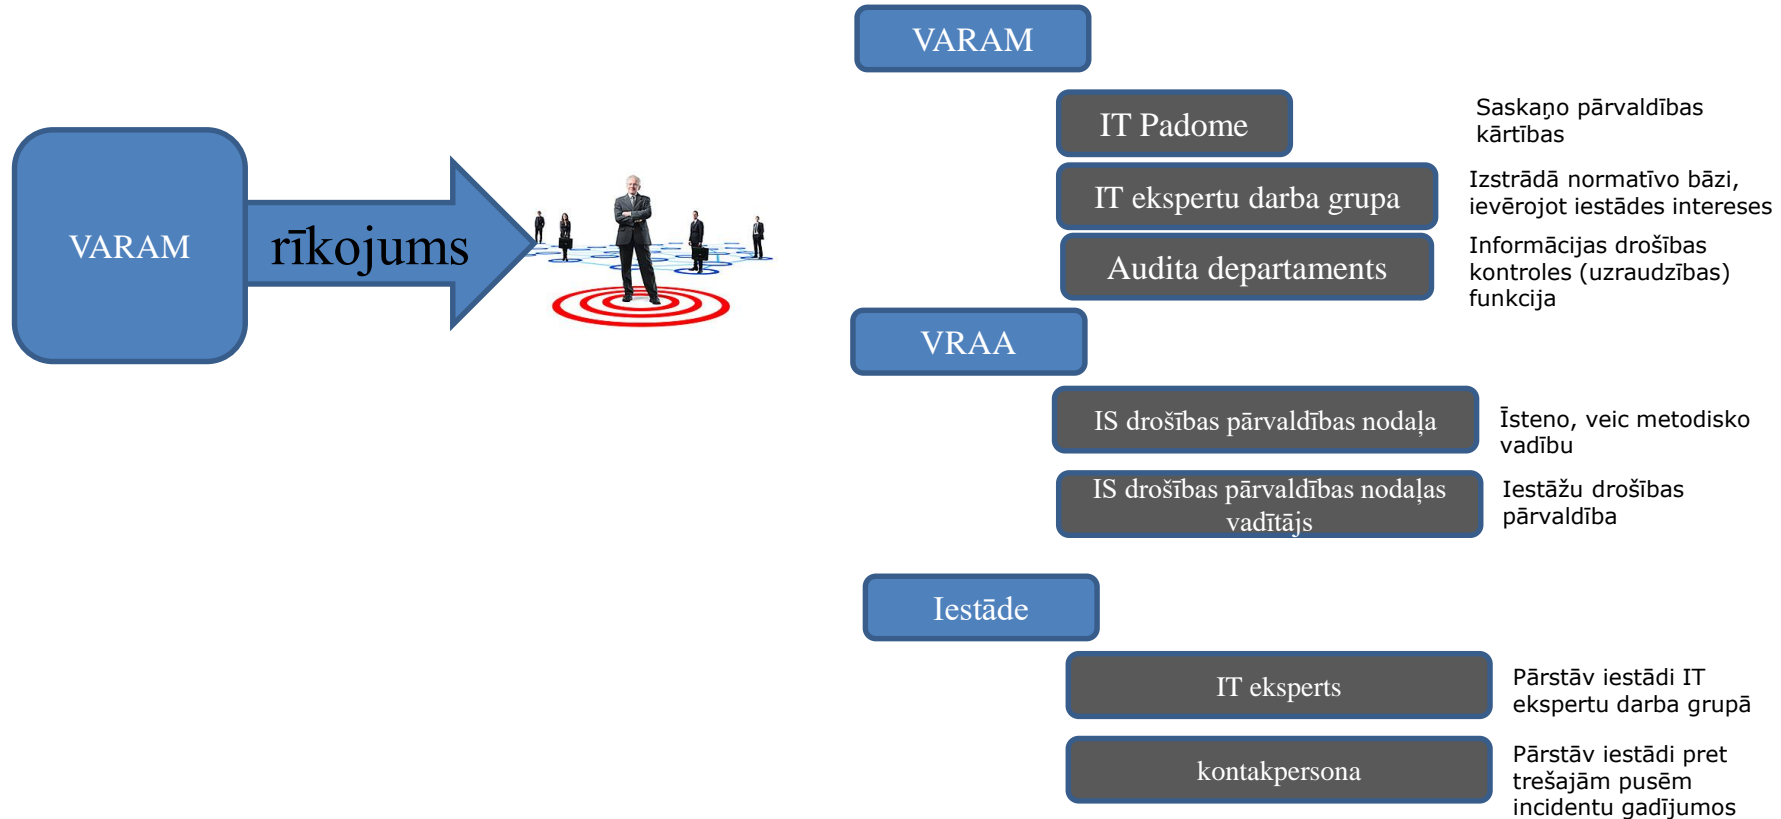 VARAM
rīkojums
VARAM
IT Padome
Saskaņo pārvaldības
kārtības
IT ekspertu darba grupa
Izstrādā normatīvo bāzi,
ievērojot iestādes intereses
Audita departaments
Informācijas drošības
kontroles (uzraudzības)
funkcija
VRAA
IS drošības pārvaldības nodaļa
Īsteno, veic metodisko
vadību
IS drošības pārvaldības nodaļas
vadītājs
Iestāžu drošības
pārvaldība
Iestāde
IT eksperts
Pārstāv iestādi IT
ekspertu darba grupā
kontakpersona
Pārstāv iestādi pret
trešajām pusēm
incidentu gadījumos